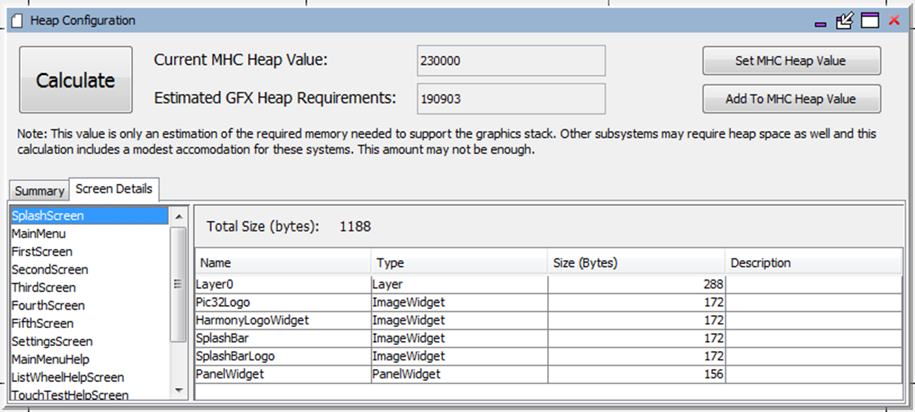 Heap Configuration
Calculate
Current MHC Heap Value: 230000 Set MHC Heap Value
Estimated GFX Heap Requirements: 190903 Add To MHC Heap Value
Note: This value is only an estimation of the required memory needed to support the graphics stack. Other subsystems may require heap space as well and this
calculation includes a modest accomodation for these systems. This amount may not be enough.
Summary Screen Details
SplashScreen
MainMenu
FirstScreen
SecondScreen
ThirdScreen
FourthScreen
FifthScreen
SettingsScreen
MainMenuHelp
ListWheelHelpScreen
TouchTestHelpScreen
Total Size (bytes): 1188
Name Type Size (Bytes) Description
Layer0 Layer 288
Pic32Logo ImageWidget 172
HarmonyLogoWidget ImageWidget 172
SplashBar ImageWidget 172
SplashBarLogo ImageWidget 172
PanelWidget PanelWidget 156